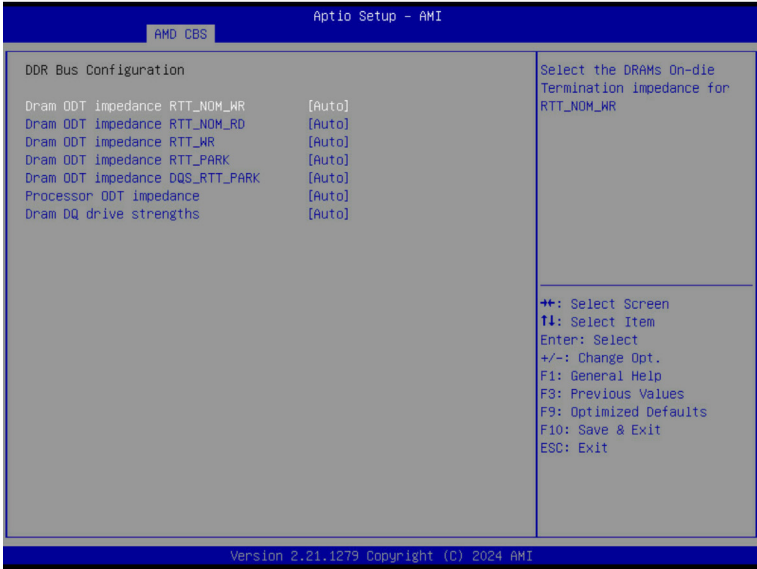 Aptio Setup - AMI
AMD CBS
DDR Bus Configuration
Dram ODT impedance RTT_NOM_WR [Auto]
Dram ODT impedance RTT_NOM_RD [Auto]
Dram ODT impedance RTT_WR [Auto]
Dram ODT impedance RTT_PARK [Auto]
Dram ODT impedance DQS_RTT_PARK [Auto]
Processor ODT impedance [Auto]
Dram DQ drive strengths [Auto]
Select the DRAMs On-die
Termination impedance for
RTT_NOM_WR
→←: Select Screen
↑↓: Select Item
Enter: Select
+/-: Change Opt.
F1: General Help
F3: Previous Values
F9: Optimized Defaults
F10: Save & Exit
ESC: Exit
Version 2.21.1279 Copyright (C) 2024 AMI